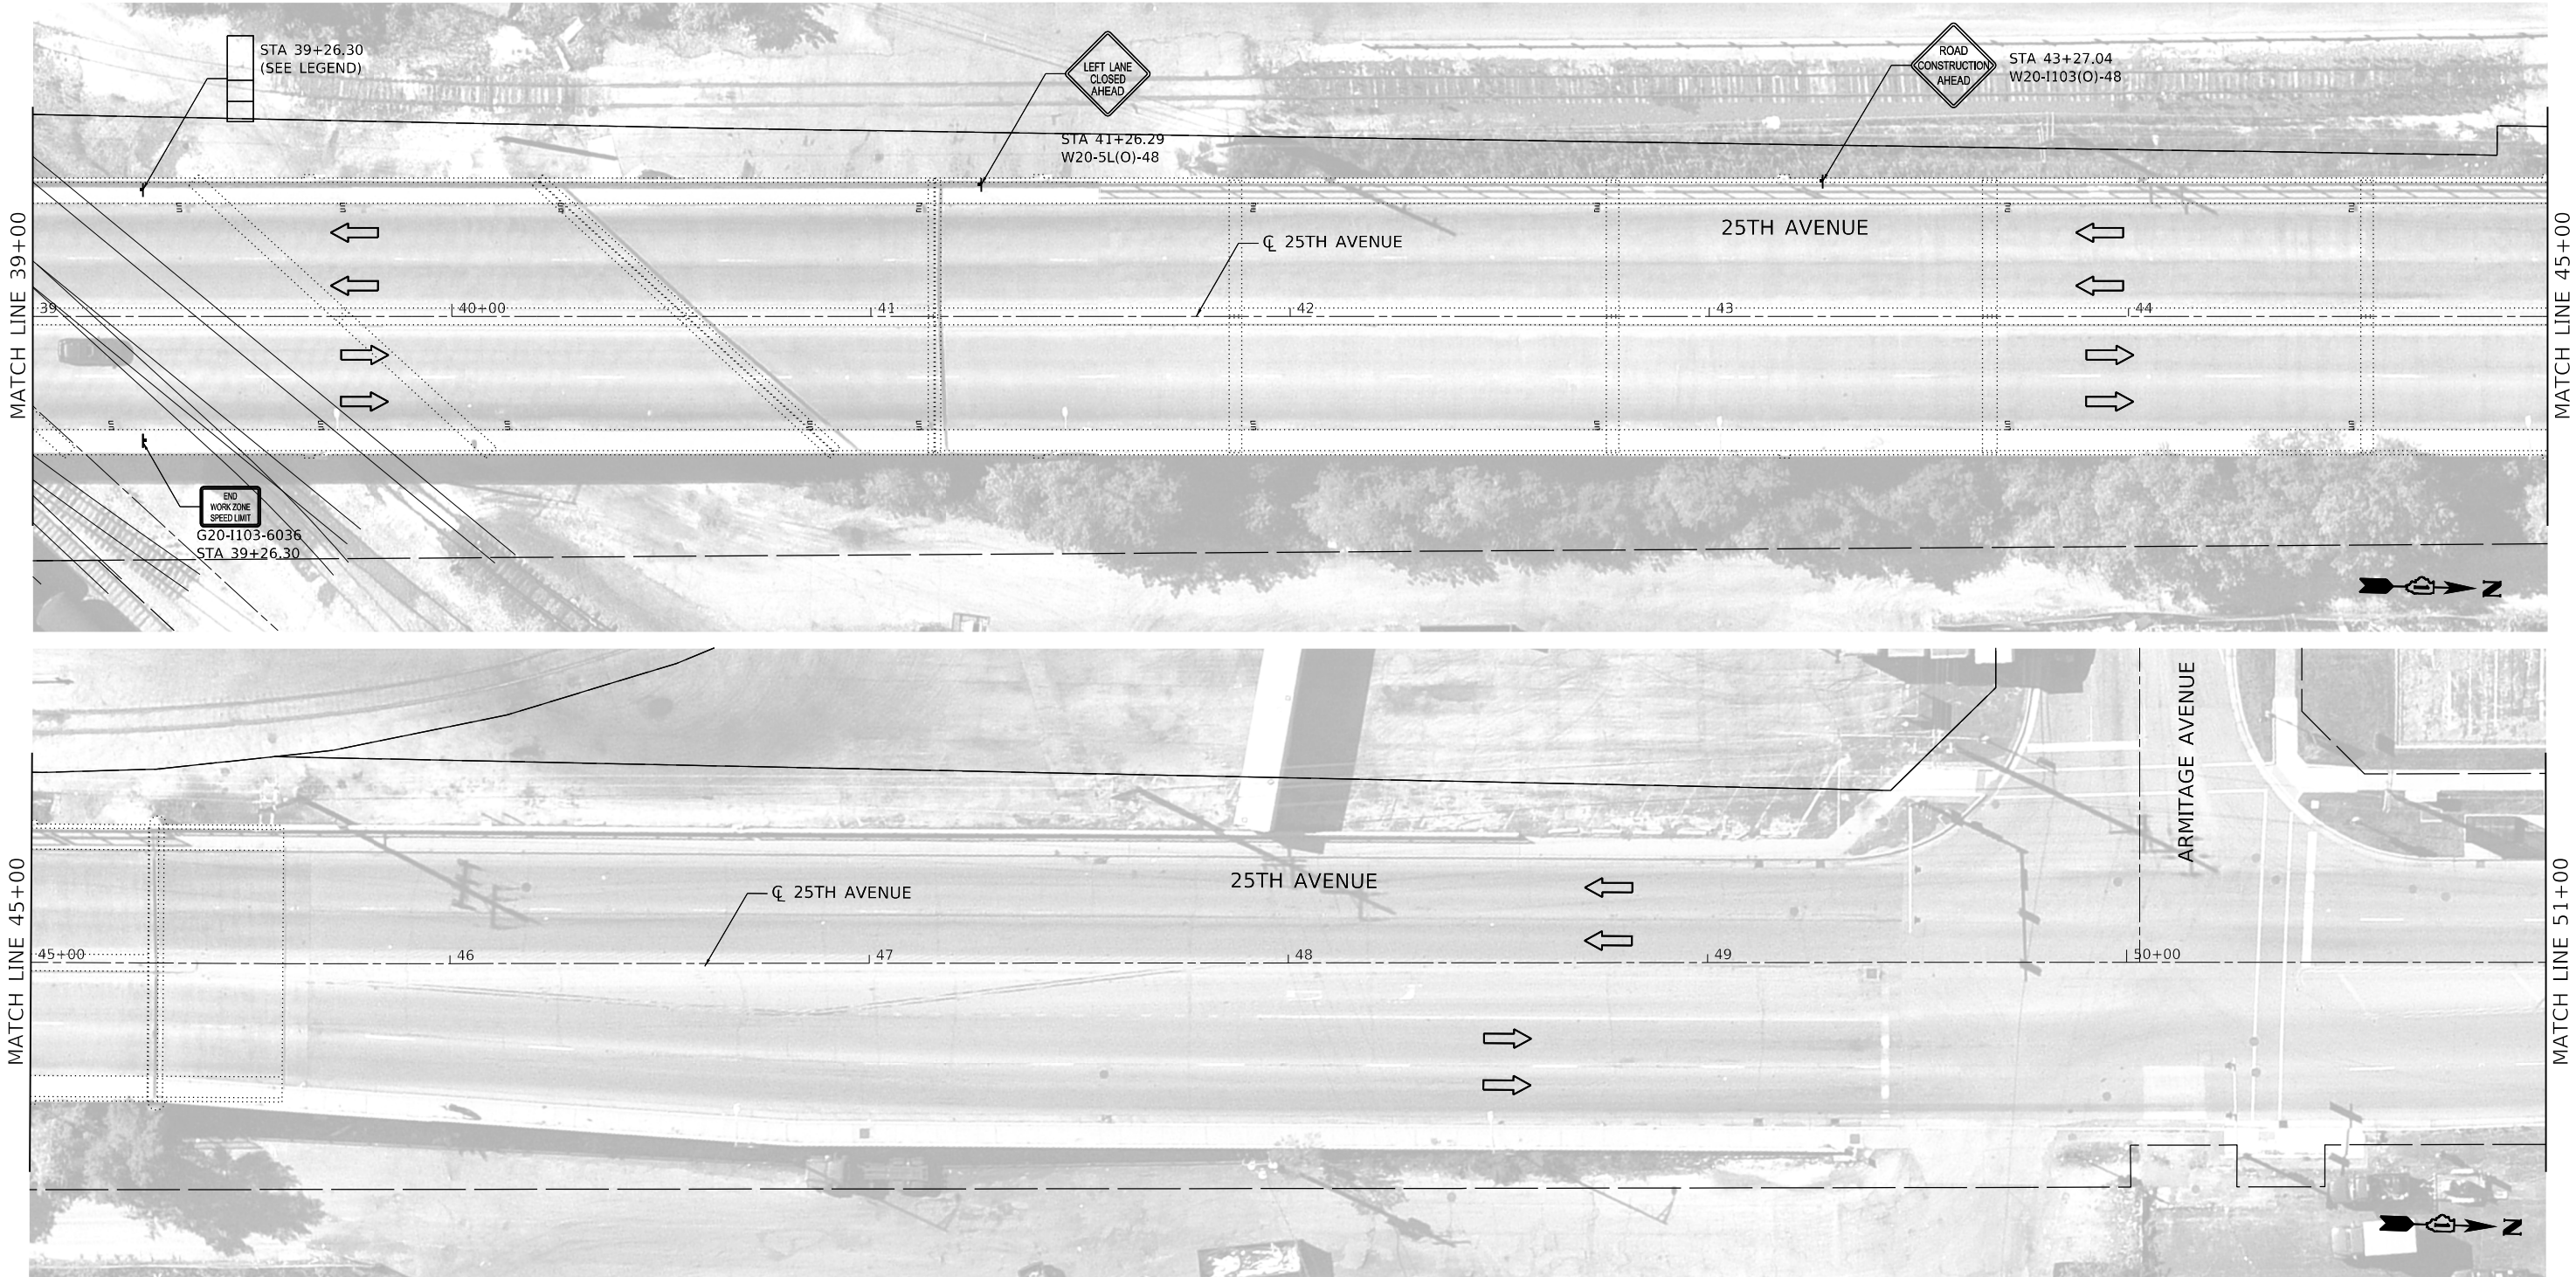 STA 39+26.30
(SEE LEGEND)
LEFT LANE
CLOSED
AHEAD
STA 41+26.29
W20-5L(O)-48
ROAD
CONSTRUCTION
AHEAD
STA 43+27.04
W20-I103(O)-48
MATCH LINE 39+00
25TH AVENUE
℄ 25TH AVENUE
39
40+00
41
42
43
44
MATCH LINE 45+00
END
WORK ZONE
SPEED LIMIT
G20-I103-6036
STA 39+26.30
N
ARMITAGE AVENUE
MATCH LINE 45+00
25TH AVENUE
℄ 25TH AVENUE
45+00
46
47
48
49
50+00
MATCH LINE 51+00
N